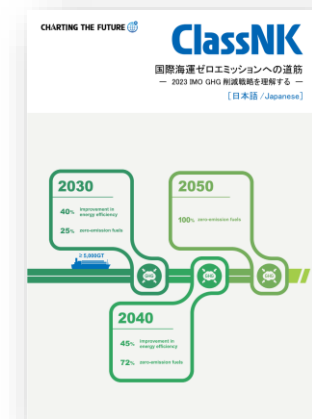 CHARTING THE FUTURE
ClassNK
国際海運ゼロエミッションへの道筋
— 2023 IMO GHG 削減戦略を理解する —
[日本語 /Japanese]
2030
40% improvement in
energy efficiency
25% zero-emission fuels
2050
100% zero-emission fuels
≥ 5,000GT
GHG
GHG
GHG
2040
45% improvement in
energy efficiency
72% zero-emission fuels